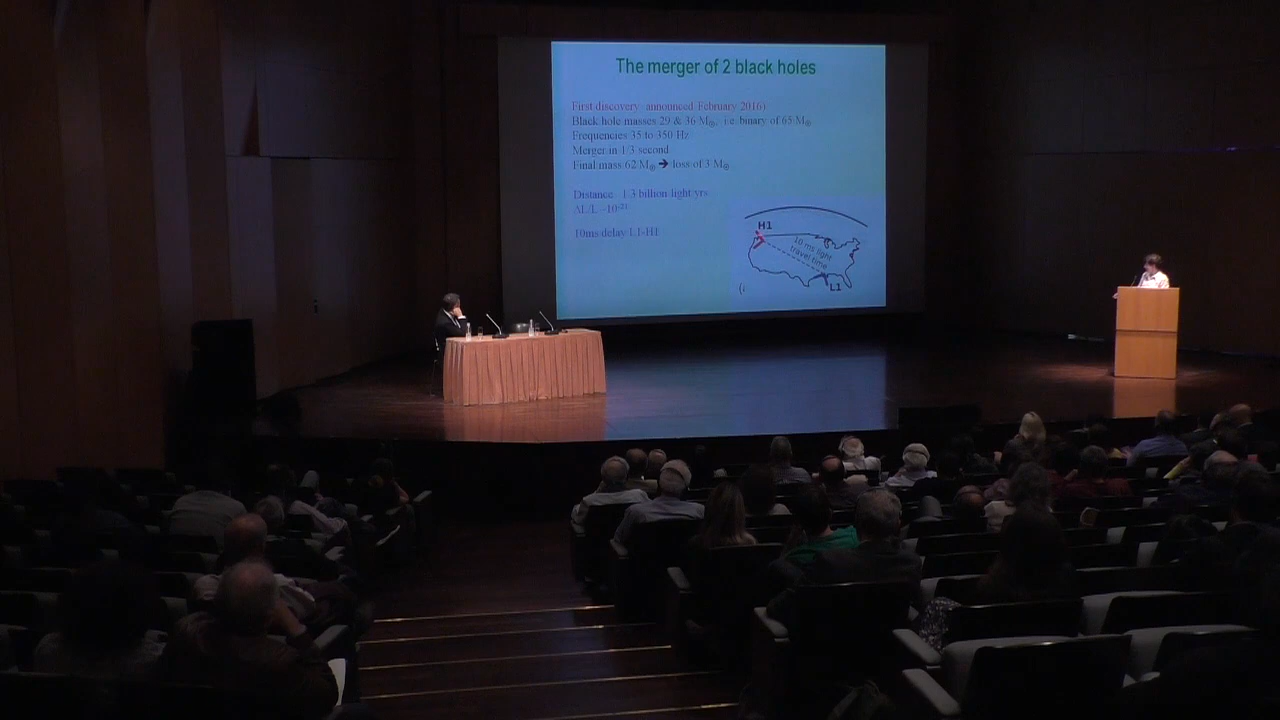 The merger of 2 black holes
First discovery announced February 2016)
Black hole masses 29 & 36 M⊕, i.e. binary of 65 M⊕
Frequencies 35 to 350 Hz
Merger in 1/3 second
Final mass 62 M⊕ ➔ loss of 3 M⊕
Distance 1.3 billion light yrs
ΔL/L ~10⁻²¹
10ms delay L1-H1
H1
10 ms light
travel time
L1
(i